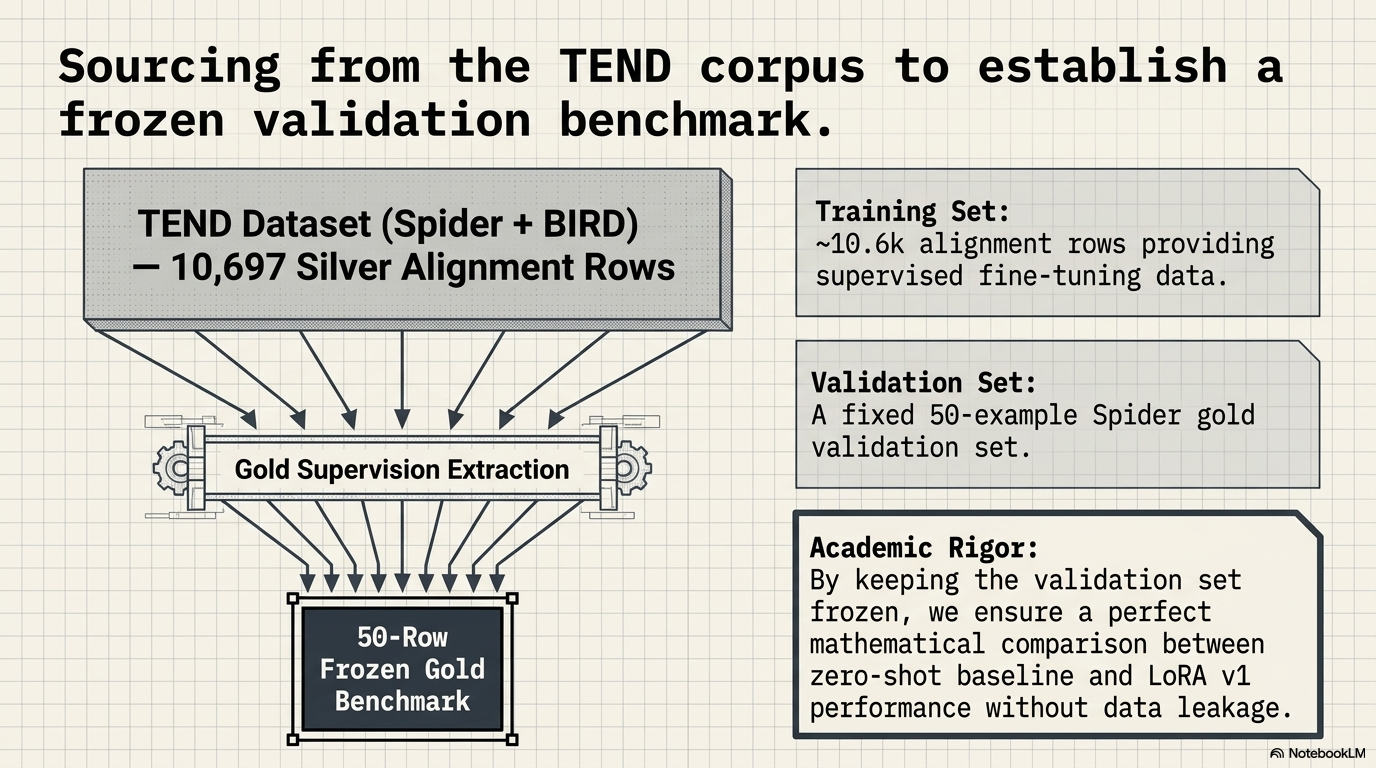 Sourcing from the TEND corpus to establish a
frozen validation benchmark.
TEND Dataset (Spider + BIRD)
— 10,697 Silver Alignment Rows
Gold Supervision Extraction
50-Row
Frozen Gold
Benchmark
Training Set:
~10.6k alignment rows providing
supervised fine-tuning data.
Validation Set:
A fixed 50-example Spider gold
validation set.
Academic Rigor:
By keeping the validation set
frozen, we ensure a perfect
mathematical comparison between
zero-shot baseline and LoRA v1
performance without data leakage.
NotebookLM